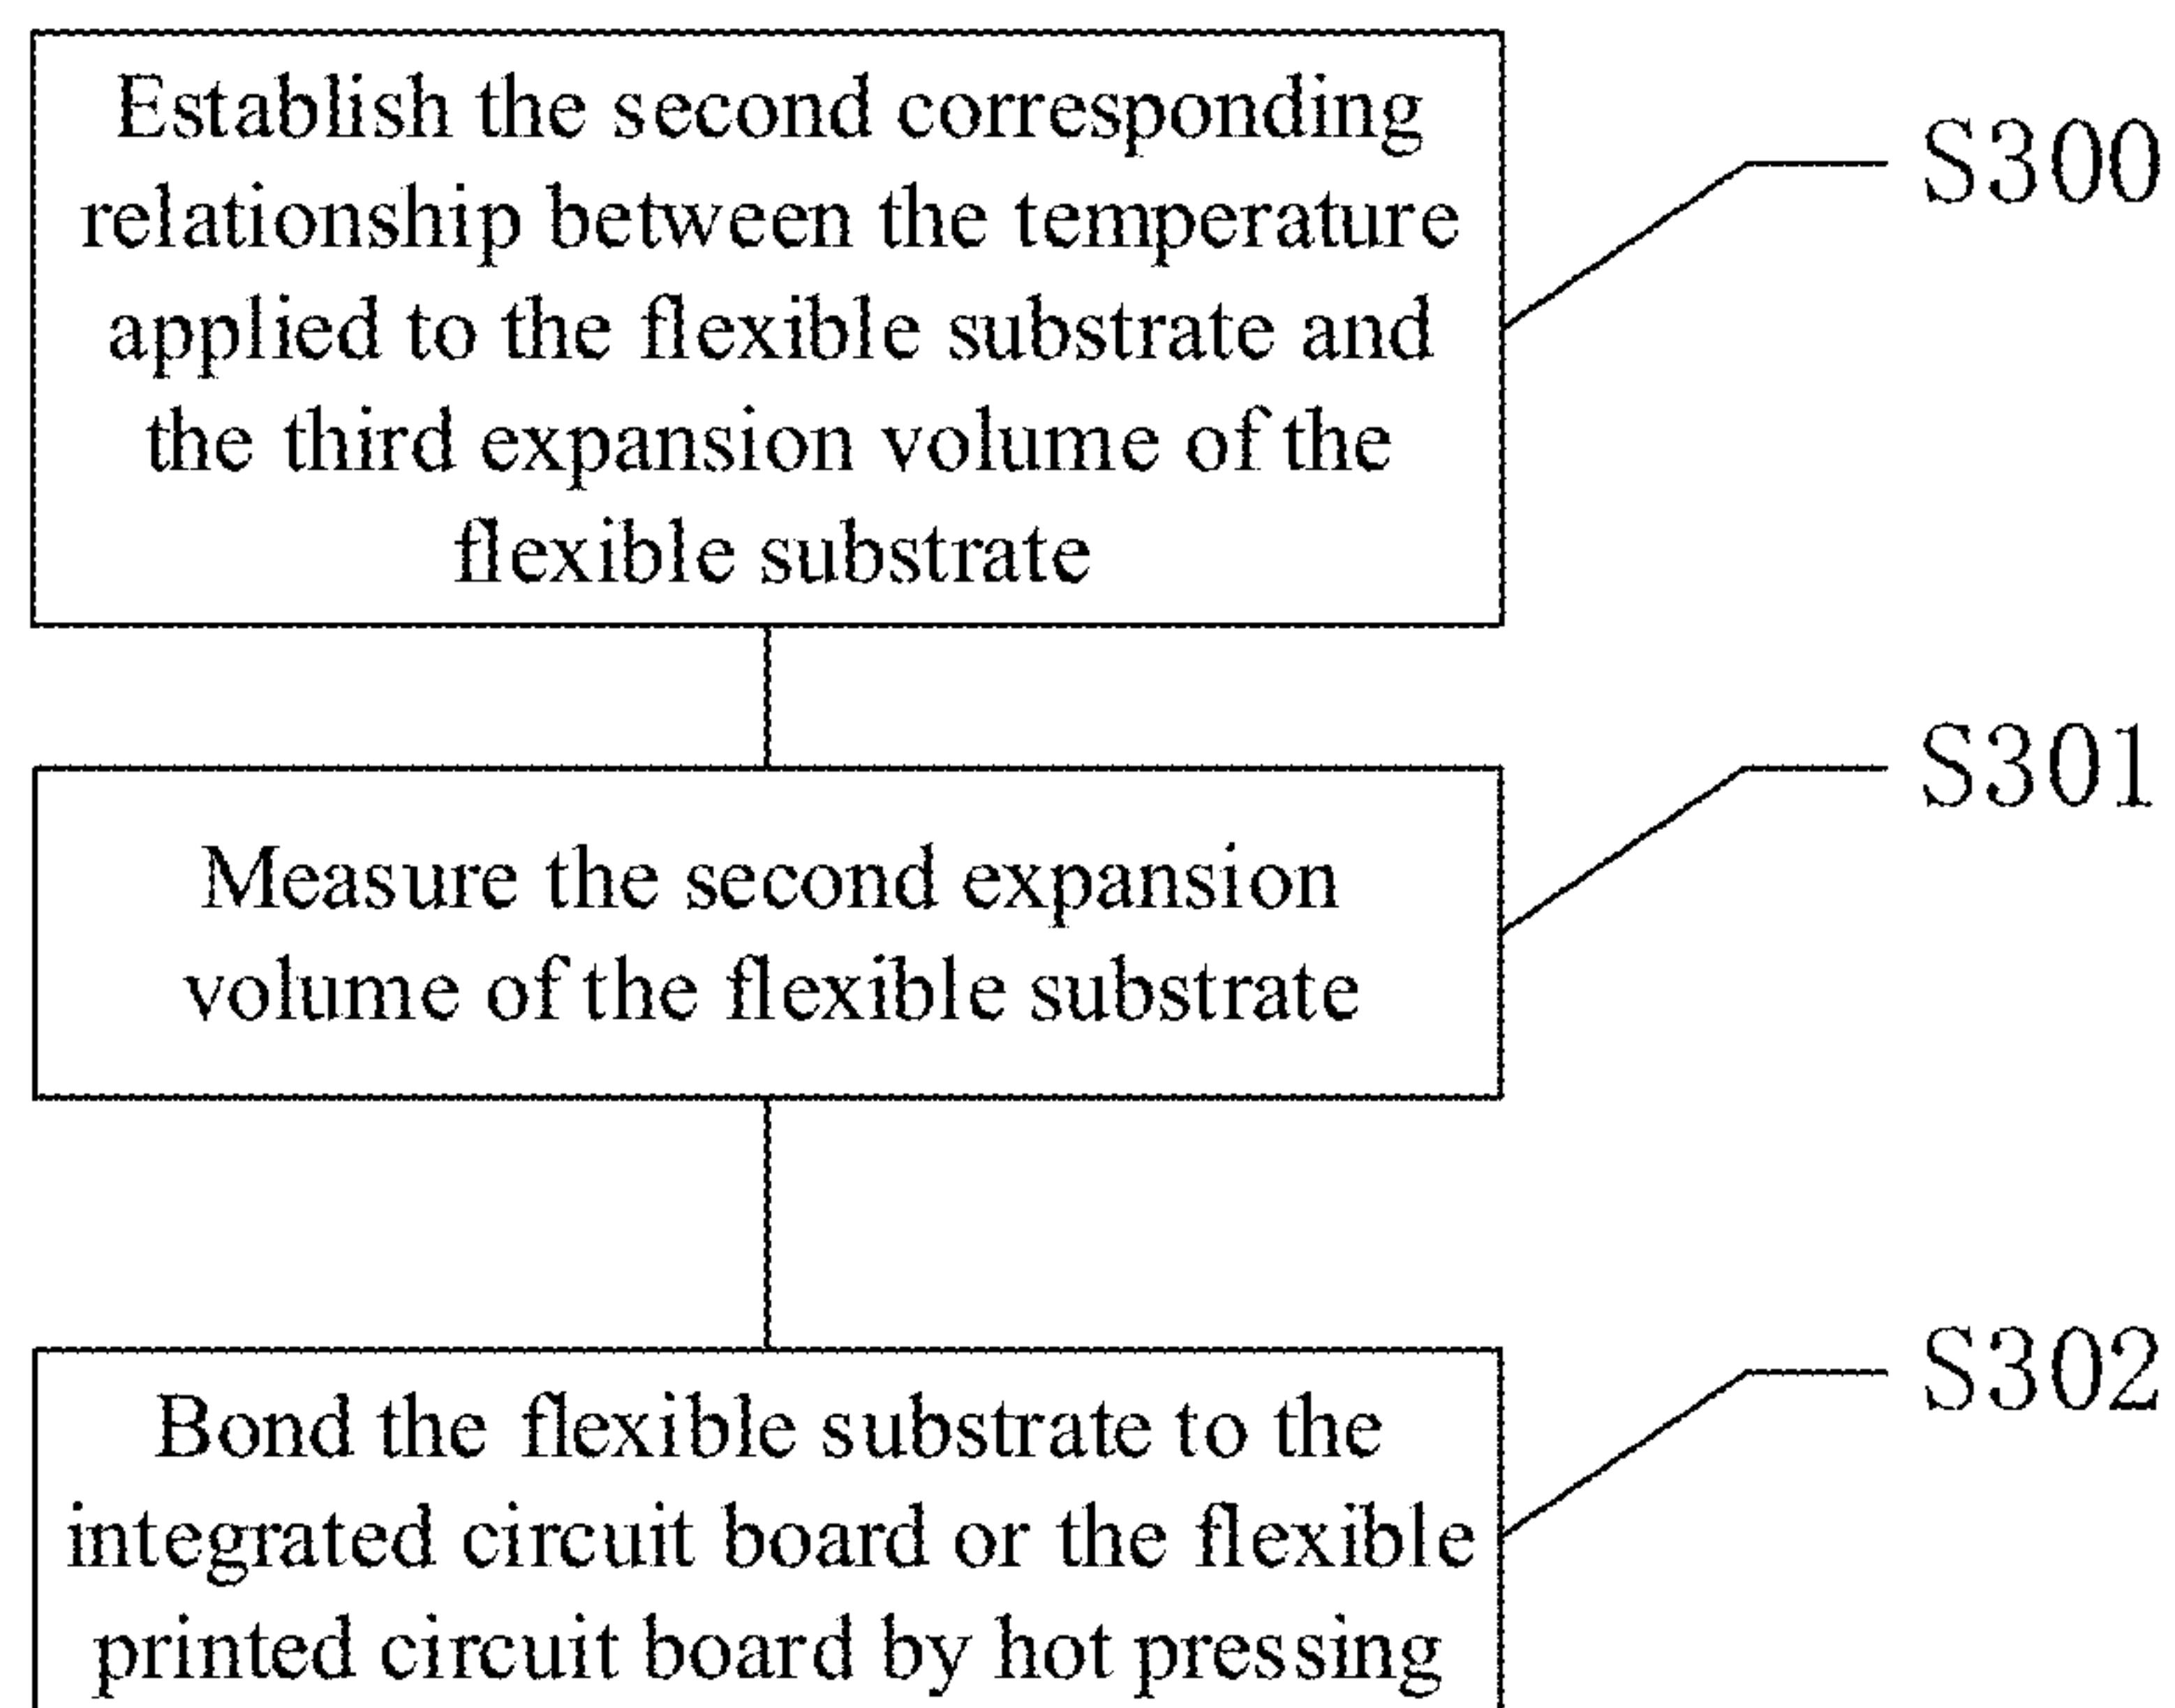 Establish the second corresponding
relationship between the temperature
applied to the flexible substrate and
the third expansion volume of the
flexible substrate
S300
Measure the second expansion
volume of the flexible substrate
S301
Bond the flexible substrate to the
integrated circuit board or the flexible
printed circuit board by hot pressing
S302